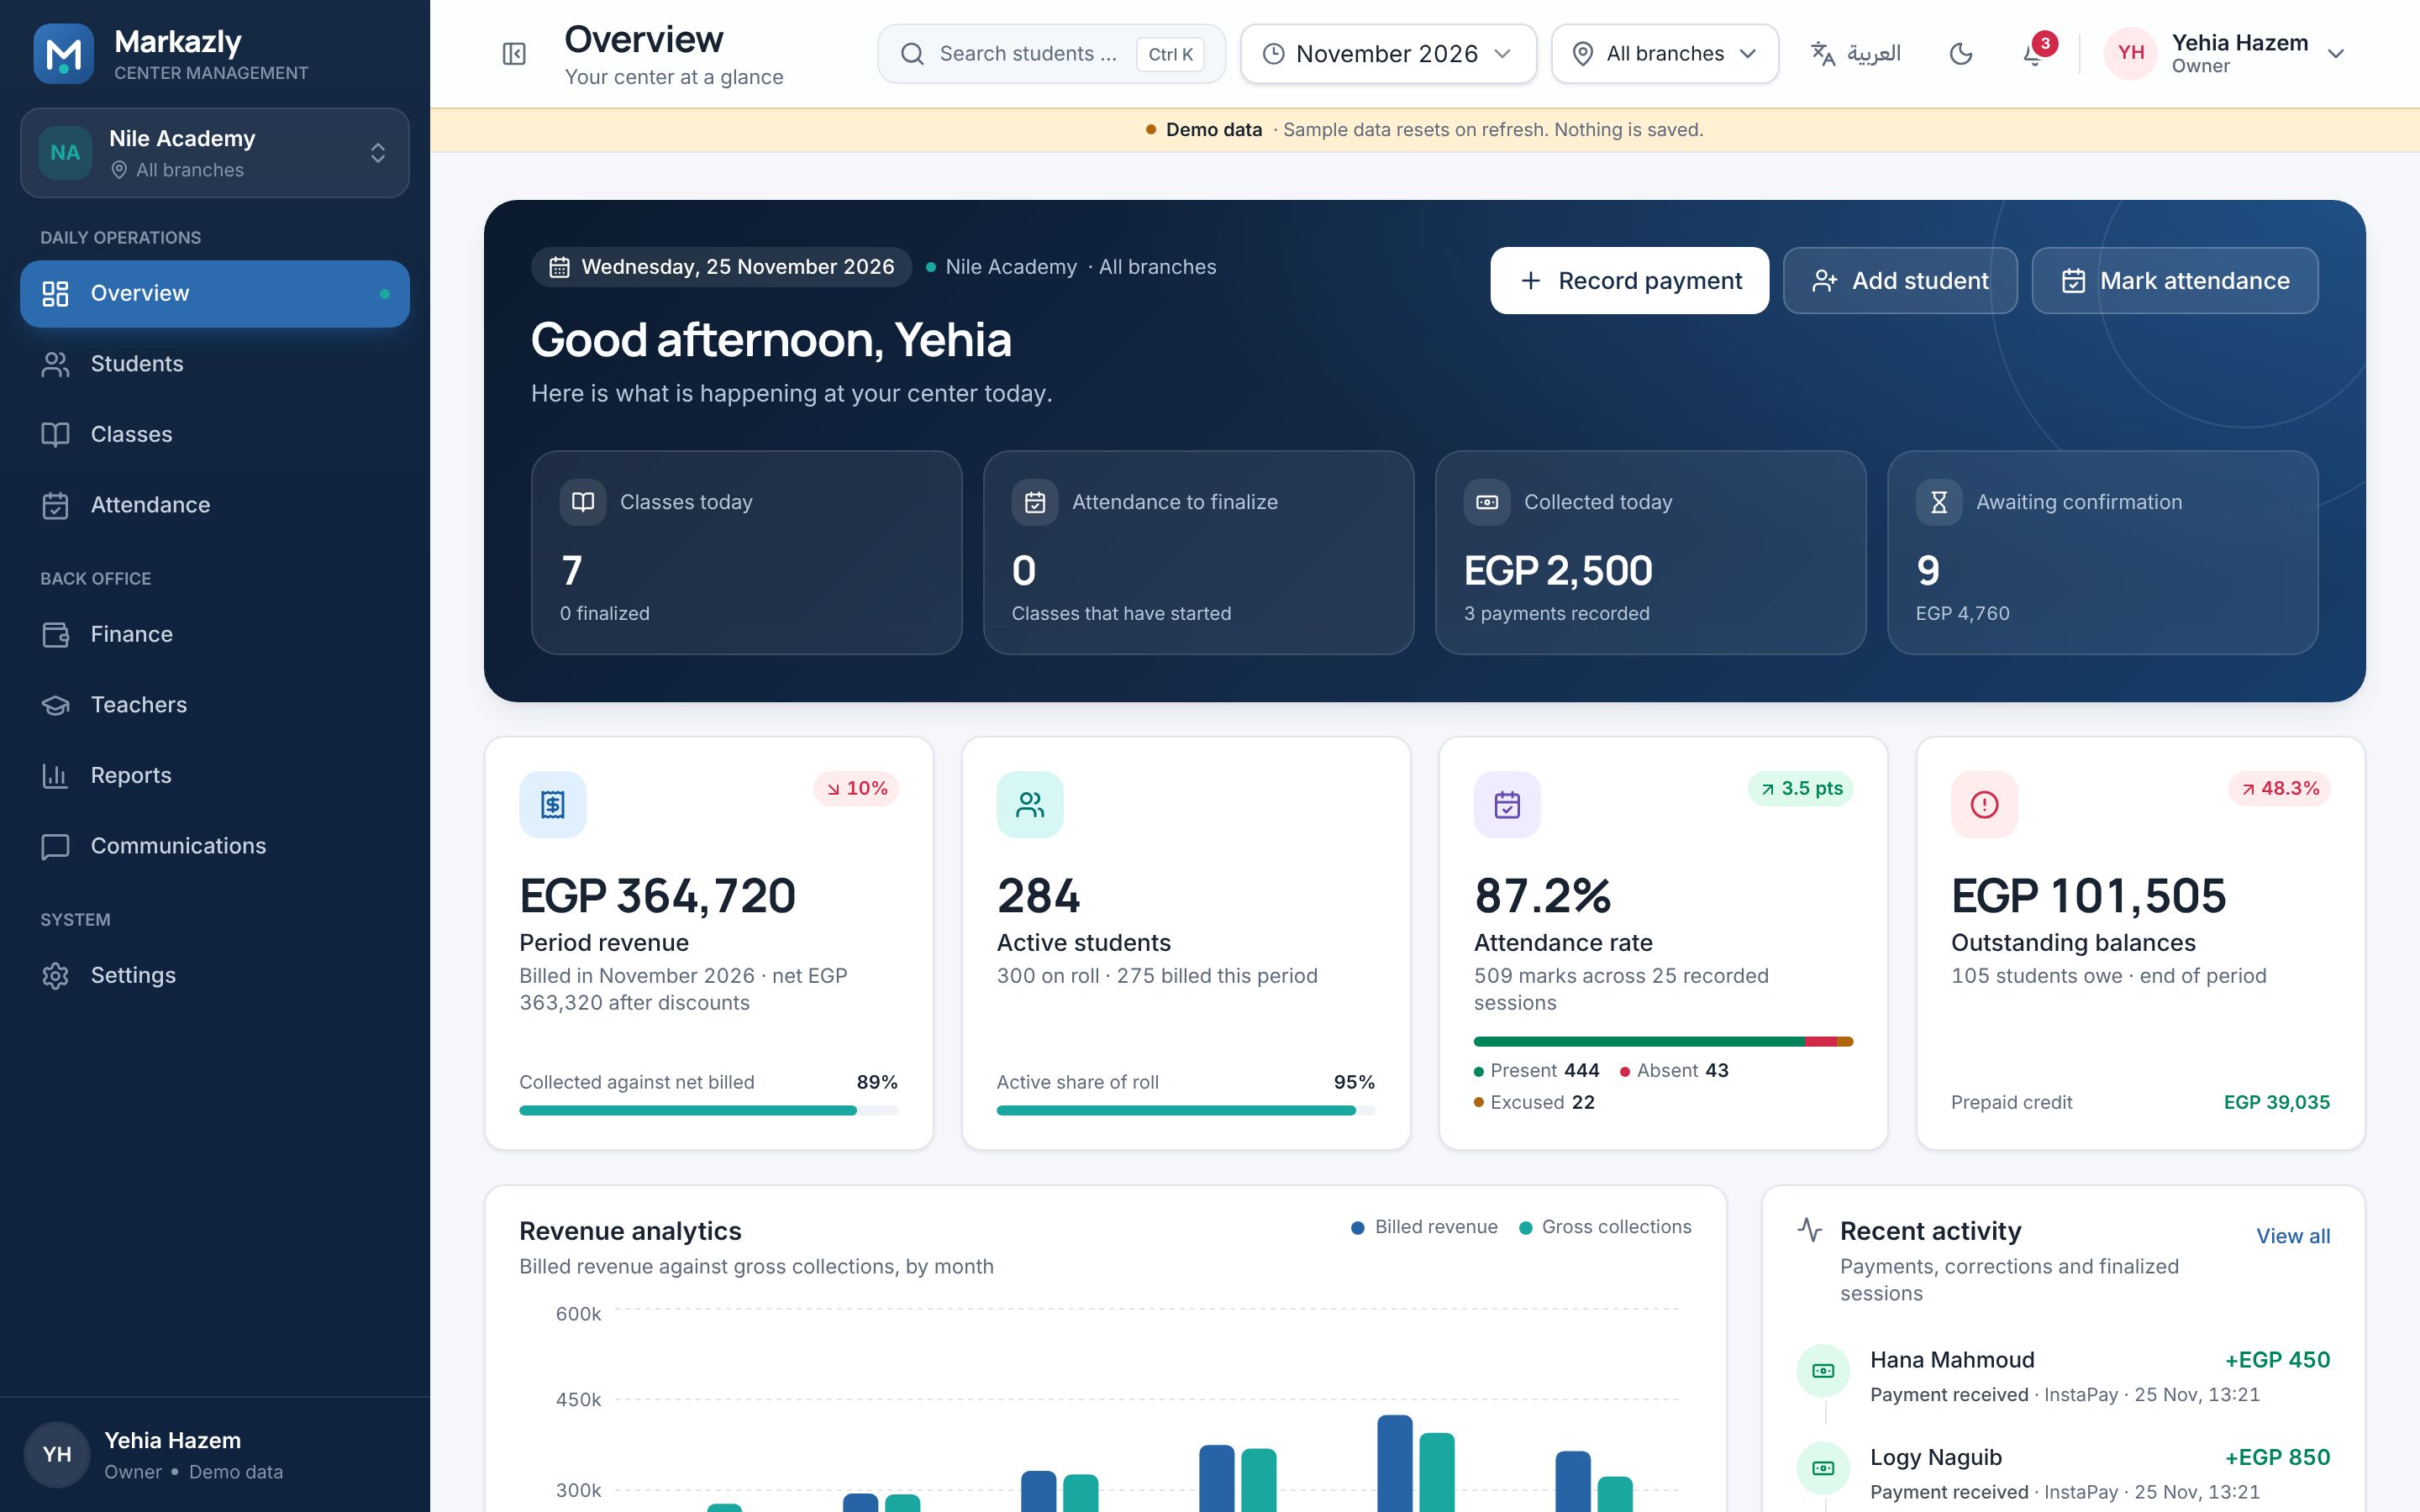 Markazly
CENTER MANAGEMENT
NA
Nile Academy
All branches
DAILY OPERATIONS
Overview
Students
Classes
Attendance
BACK OFFICE
Finance
Teachers
Reports
Communications
SYSTEM
Settings
YH
Yehia Hazem
Owner • Demo data
Overview
Your center at a glance
Search students ...
Ctrl K
November 2026
All branches
العربية
3
YH
Yehia Hazem
Owner
Demo data · Sample data resets on refresh. Nothing is saved.
Wednesday, 25 November 2026
Nile Academy · All branches
Record payment
Add student
Mark attendance
Good afternoon, Yehia
Here is what is happening at your center today.
Classes today
7
0 finalized
Attendance to finalize
0
Classes that have started
Collected today
EGP 2,500
3 payments recorded
Awaiting confirmation
9
EGP 4,760
10%
EGP 364,720
Period revenue
Billed in November 2026 · net EGP
363,320 after discounts
Collected against net billed 89%
284
Active students
300 on roll · 275 billed this period
Active share of roll 95%
3.5 pts
87.2%
Attendance rate
509 marks across 25 recorded
sessions
Present 444 Absent 43
Excused 22
48.3%
EGP 101,505
Outstanding balances
105 students owe · end of period
Prepaid credit EGP 39,035
Revenue analytics
Billed revenue against gross collections, by month
Billed revenue Gross collections
600k
450k
300k
Recent activity
View all
Payments, corrections and finalized
sessions
Hana Mahmoud +EGP 450
Payment received · InstaPay · 25 Nov, 13:21
Logy Naguib +EGP 850
Payment received · InstaPay · 25 Nov, 13:21